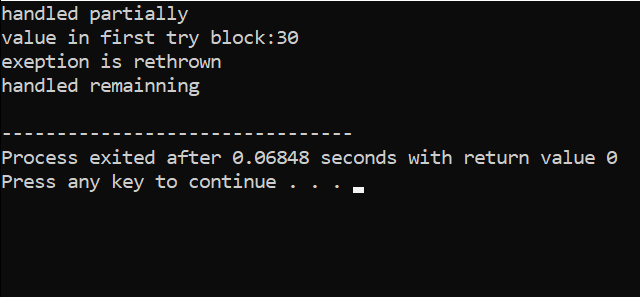 handled partially
value in first try block:30
exeption is rethrown
handled remainning
--------------------------------
Process exited after 0.06848 seconds with return value 0
Press any key to continue . . .